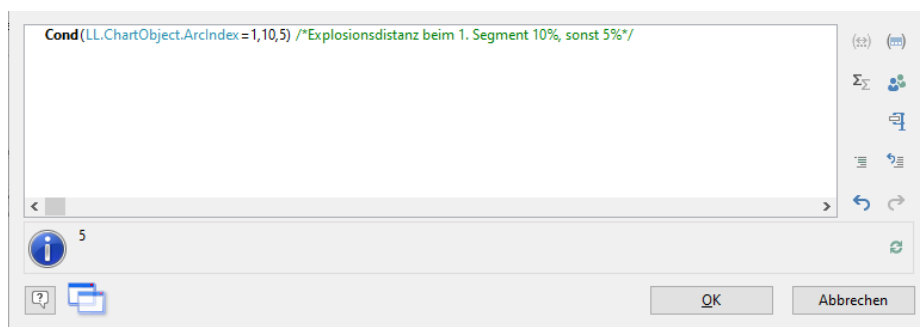 Cond(LL.ChartObject.ArcIndex=1,10,5) /*Explosionsdistanz beim 1. Segment 10%, sonst 5%*/
5
OK
Abbrechen